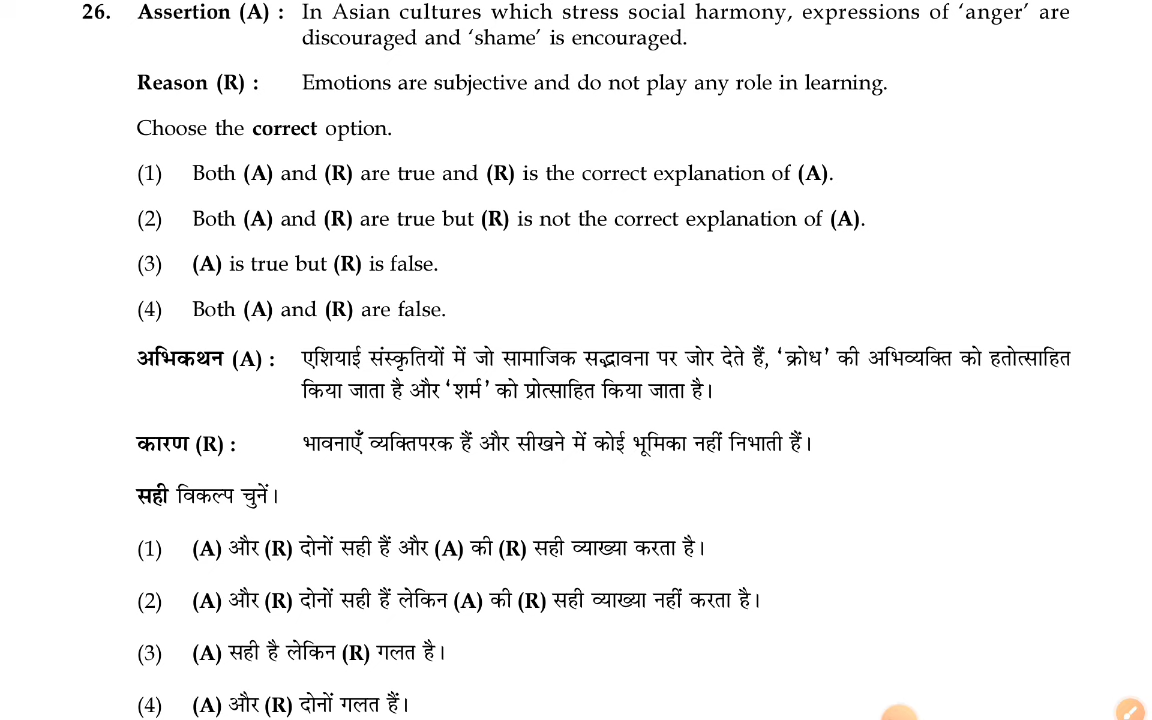 26. Assertion (A) : In Asian cultures which stress social harmony, expressions of ‘anger’ are
discouraged and ‘shame’ is encouraged.
Reason (R) : Emotions are subjective and do not play any role in learning.
Choose the correct option.
(1) Both (A) and (R) are true and (R) is the correct explanation of (A).
(2) Both (A) and (R) are true but (R) is not the correct explanation of (A).
(3) (A) is true but (R) is false.
(4) Both (A) and (R) are false.
अभिकथन (A) : एशियाई संस्कृतियों में जो सामाजिक सद्भावना पर जोर देते हैं, ‘क्रोध’ की अभिव्यक्ति को हतोत्साहित
किया जाता है और ‘शर्म’ को प्रोत्साहित किया जाता है।
कारण (R) : भावनाएँ व्यक्तिपरक हैं और सीखने में कोई भूमिका नहीं निभाती हैं।
सही विकल्प चुनें।
(1) (A) और (R) दोनों सही हैं और (A) की (R) सही व्याख्या करता है।
(2) (A) और (R) दोनों सही हैं लेकिन (A) की (R) सही व्याख्या नहीं करता है।
(3) (A) सही है लेकिन (R) गलत है।
(4) (A) और (R) दोनों गलत हैं।